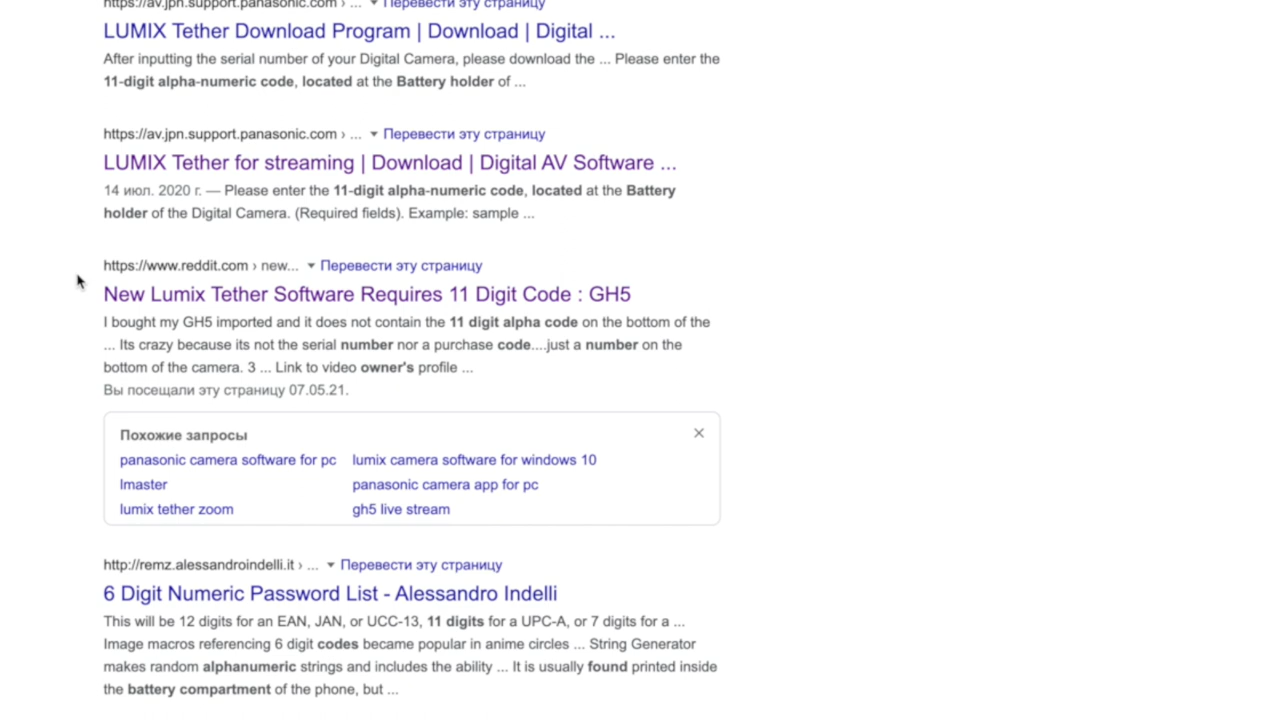 https://av.jpn.support.panasonic.com › ... Перевести эту страницу
LUMIX Tether Download Program | Download | Digital ...
After inputting the serial number of your Digital Camera, please download the ... Please enter the
11-digit alpha-numeric code, located at the Battery holder of ...
https://av.jpn.support.panasonic.com › ... Перевести эту страницу
LUMIX Tether for streaming | Download | Digital AV Software ...
14 июл. 2020 г. — Please enter the 11-digit alpha-numeric code, located at the Battery
holder of the Digital Camera. (Required fields). Example: sample ...
https://www.reddit.com › new... Перевести эту страницу
New Lumix Tether Software Requires 11 Digit Code : GH5
I bought my GH5 imported and it does not contain the 11 digit alpha code on the bottom of the
... Its crazy because its not the serial number nor a purchase code....just a number on the
bottom of the camera. 3 ... Link to video owner's profile ...
Вы посещали эту страницу 07.05.21.
Похожие запросы
panasonic camera software for pc lumix camera software for windows 10
lmaster panasonic camera app for pc
lumix tether zoom gh5 live stream
http://remz.alessandroindelli.it › ... Перевести эту страницу
6 Digit Numeric Password List - Alessandro Indelli
This will be 12 digits for an EAN, JAN, or UCC-13, 11 digits for a UPC-A, or 7 digits for a ...
Image macros referencing 6 digit codes became popular in anime circles ... String Generator
makes random alphanumeric strings and includes the ability ... It is usually found printed inside
the battery compartment of the phone, but ...